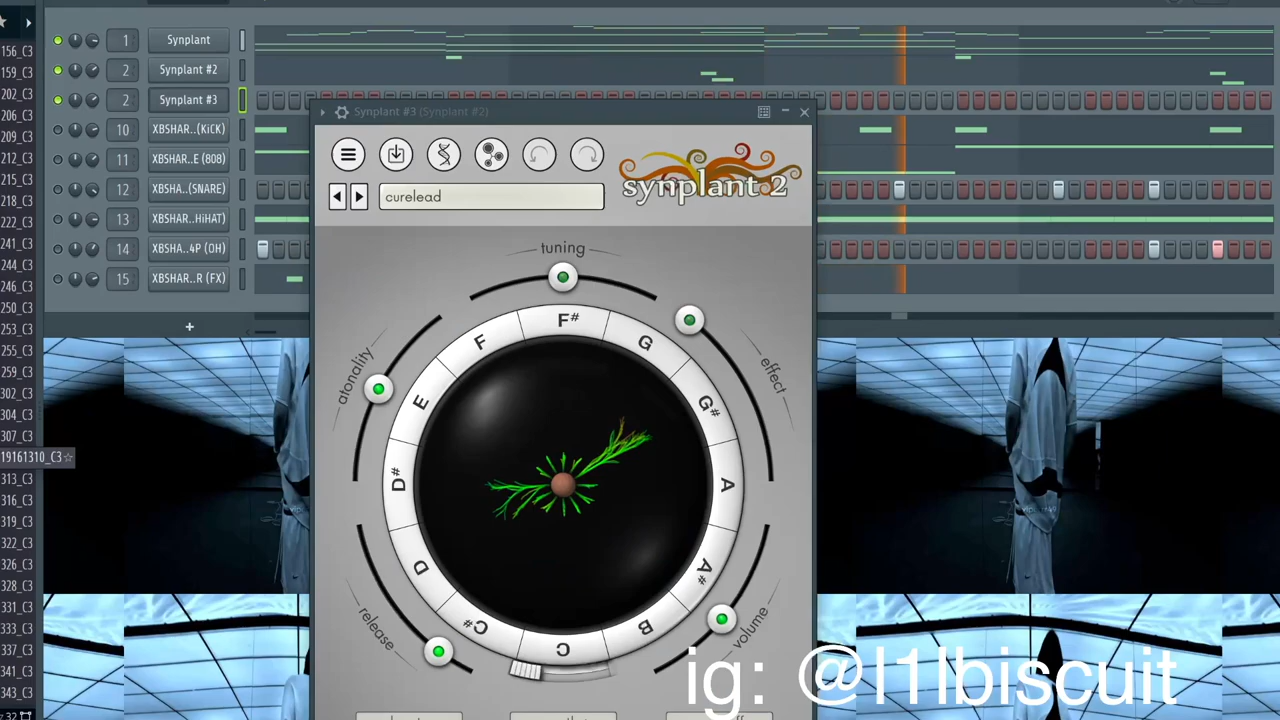 156_C3
159_C3
202_C3
206_C3
209_C3
212_C3
215_C3
218_C3
222_C3
241_C3
244_C3
246_C3
250_C3
253_C3
255_C3
259_C3
302_C3
304_C3
307_C3
19161310_C3☆
313_C3
316_C3
319_C3
322_C3
326_C3
328_C3
331_C3
333_C3
337_C3
341_C3
343_C3
1 Synplant
2 Synplant #2
2 Synplant #3
10 XBSHAR..(KiCK)
11 XBSHAR..E (808)
12 XBSHA..(SNARE)
13 XBSHAR..HiHAT)
14 XBSHA..4P (OH)
15 XBSHAR..R (FX)
+
Synplant #3 (Synplant #2)
synplant 2
curelead
tuning
atonality
effect
release
volume
F#
G
G#
A
A#
B
C
C#
D
D#
E
F
ig: @l1lbiscuit